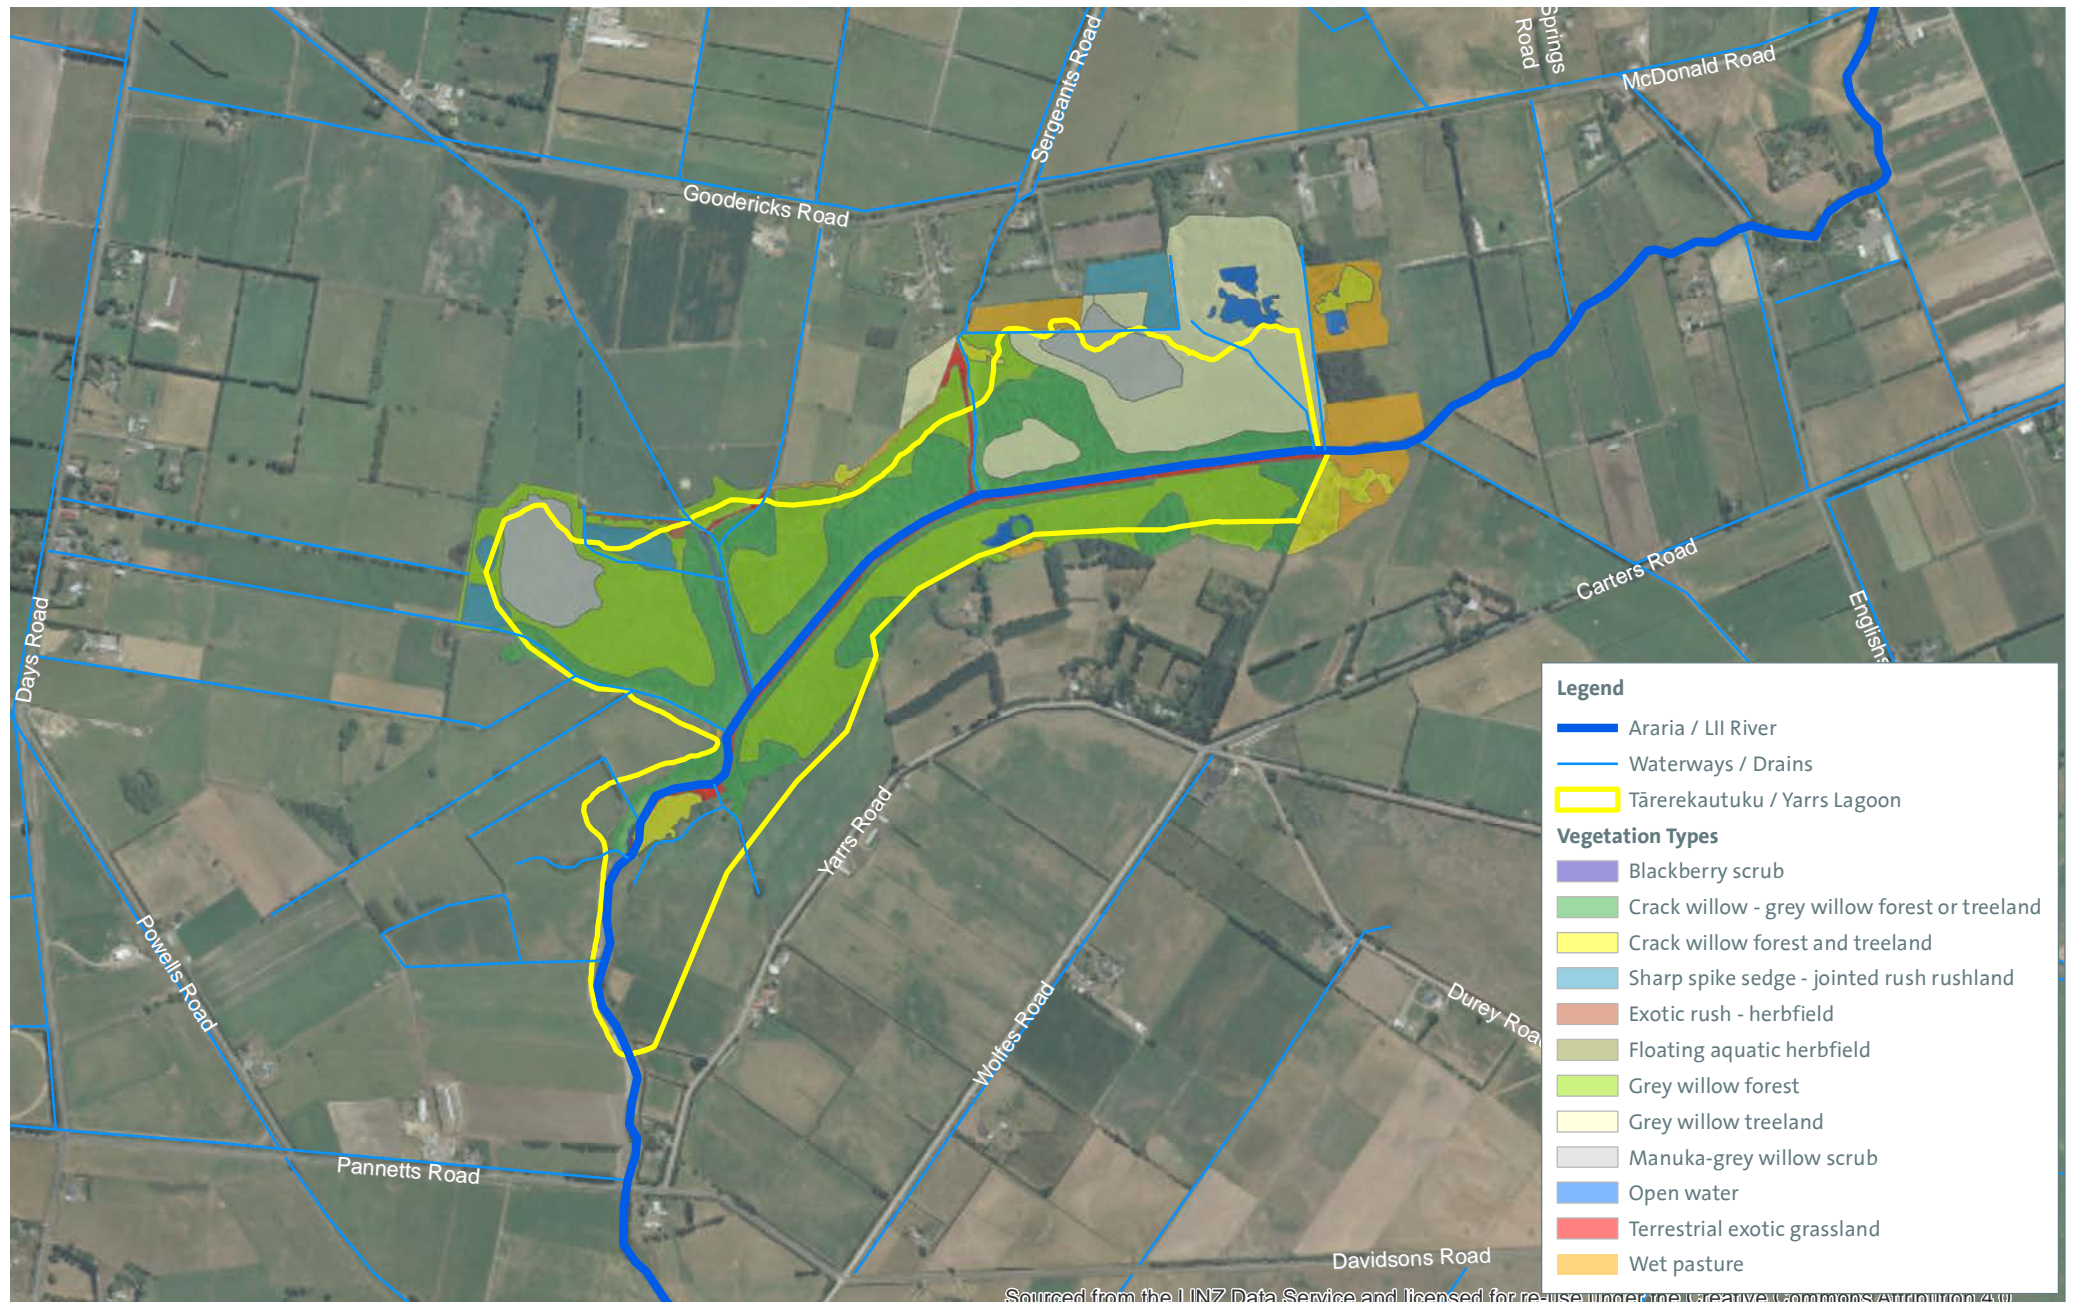 Springs
Road
McDonald Road
Sergeants Road
Goodericks Road
Carters Road
Englishs
Days Road
Yarrs Road
Powells Road
Wolfes Road
Durey Roa
Pannetts Road
Davidsons Road
Legend
Araria / LII River
Waterways / Drains
Tārerekautuku / Yarrs Lagoon
Vegetation Types
Blackberry scrub
Crack willow - grey willow forest or treeland
Crack willow forest and treeland
Sharp spike sedge - jointed rush rushland
Exotic rush - herbfield
Floating aquatic herbfield
Grey willow forest
Grey willow treeland
Manuka-grey willow scrub
Open water
Terrestrial exotic grassland
Wet pasture
Sourced from the LINZ Data Service and licensed for re-use under the Creative Commons Attribution 4.0